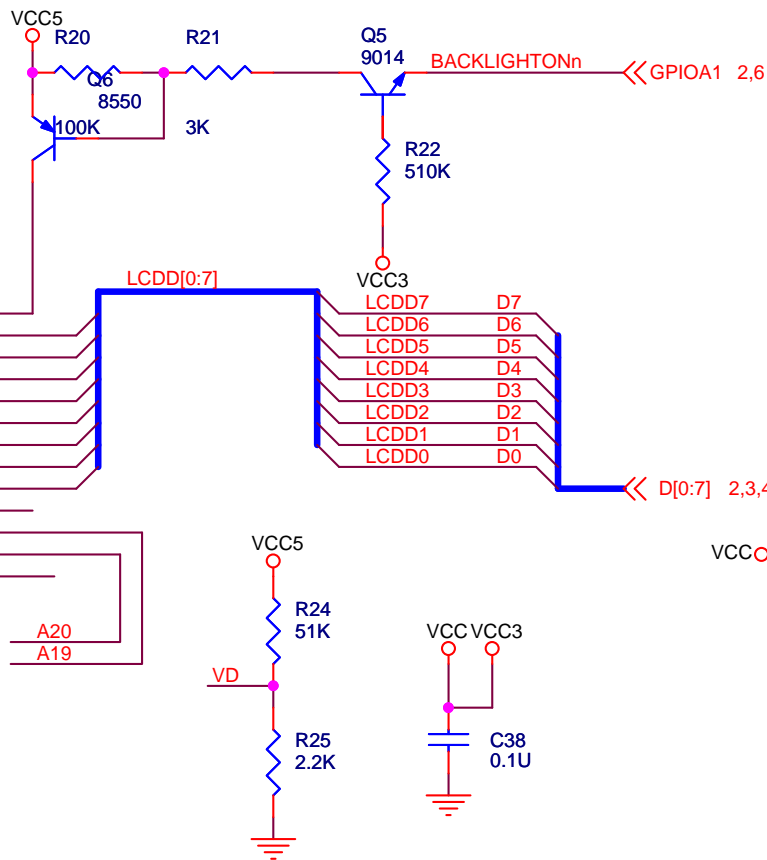 VCC5
R20
R21
Q5
9014
BACKLIGHTONn
GPIOA1 2,6
Q6
8550
100K
3K
R22
510K
VCC3
LCDD[0:7]
LCDD7 D7
LCDD6 D6
LCDD5 D5
LCDD4 D4
LCDD3 D3
LCDD2 D2
LCDD1 D1
LCDD0 D0
D[0:7] 2,3,4
VCC5
VCC
R24
51K
A20
A19
VD
VCC VCC3
R25
2.2K
C38
0.1U